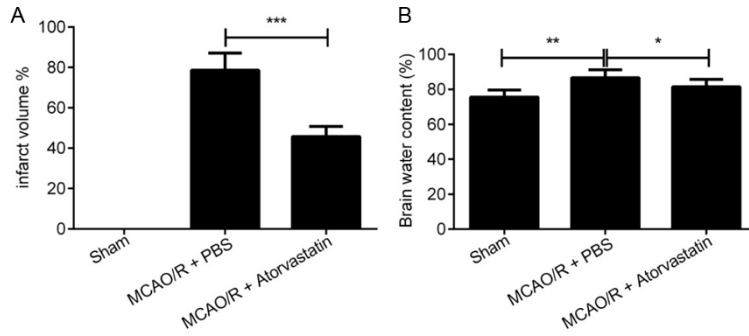 A
***
infarct volume %
100
80
60
40
20
0
Sham
MCAO/R + PBS
MCAO/R + Atorvastatin
B
**
*
Brain water content (%)
100
80
60
40
20
0
Sham
MCAO/R + PBS
MCAO/R + Atorvastatin